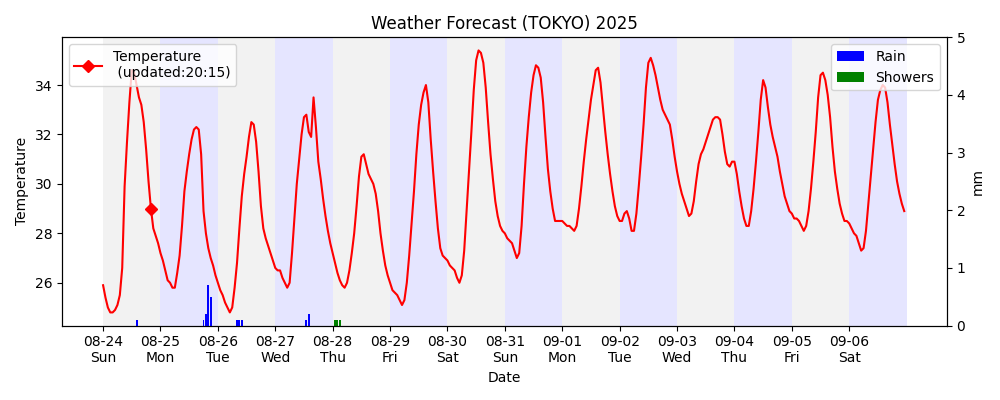 Weather Forecast (TOKYO) 2025
Temperature
(updated:20:15)
Rain
Showers
Temperature
34
32
30
28
26
5
4
3
2
1
0
mm
08-24 08-25 08-26 08-27 08-28 08-29 08-30 08-31 09-01 09-02 09-03 09-04 09-05 09-06
Sun Mon Tue Wed Thu Fri Sat Sun Mon Tue Wed Thu Fri Sat
Date